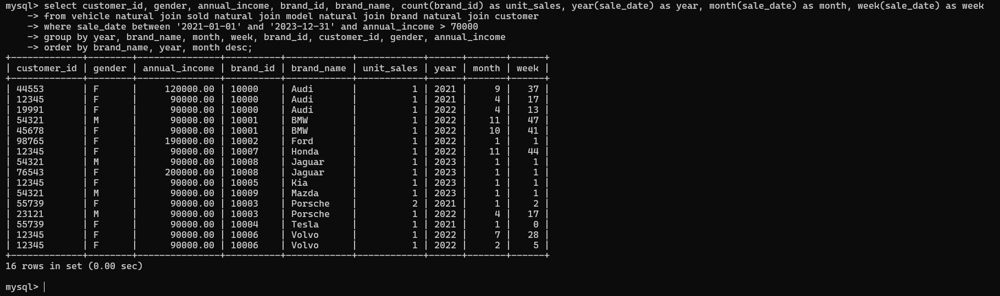 mysql> select customer_id, gender, annual_income, brand_id, brand_name, count(brand_id) as unit_sales, year(sale_date) as year, month(sale_date) as month, week(sale_date) as week
    -> from vehicle natural join sold natural join model natural join brand natural join customer
    -> where sale_date between '2021-01-01' and '2023-12-31' and annual_income > 70000
    -> group by year, brand_name, month, week, brand_id, customer_id, gender, annual_income
    -> order by brand_name, year, month desc;
+-------------+--------+---------------+----------+------------+------------+------+-------+------+
| customer_id | gender | annual_income | brand_id | brand_name | unit_sales | year | month | week |
+-------------+--------+---------------+----------+------------+------------+------+-------+------+
| 44553       | F      |     120000.00 | 10000    | Audi       |          1 | 2021 |     9 |   37 |
| 12345       | F      |      90000.00 | 10000    | Audi       |          1 | 2021 |     4 |   17 |
| 19991       | F      |      90000.00 | 10000    | Audi       |          1 | 2022 |     4 |   13 |
| 54321       | M      |      90000.00 | 10001    | BMW        |          1 | 2022 |    11 |   47 |
| 45678       | F      |      90000.00 | 10001    | BMW        |          1 | 2022 |    10 |   41 |
| 98765       | F      |     190000.00 | 10002    | Ford       |          1 | 2022 |     1 |    1 |
| 12345       | F      |      90000.00 | 10007    | Honda      |          1 | 2022 |    11 |   44 |
| 54321       | M      |      90000.00 | 10008    | Jaguar     |          1 | 2023 |     1 |    1 |
| 76543       | F      |     200000.00 | 10008    | Jaguar     |          1 | 2023 |     1 |    1 |
| 12345       | F      |      90000.00 | 10005    | Kia        |          1 | 2023 |     1 |    1 |
| 54321       | M      |      90000.00 | 10009    | Mazda      |          1 | 2023 |     1 |    1 |
| 55739       | F      |      90000.00 | 10003    | Porsche    |          2 | 2021 |     1 |    2 |
| 23121       | M      |      90000.00 | 10003    | Porsche    |          1 | 2022 |     4 |   17 |
| 55739       | F      |      90000.00 | 10004    | Tesla      |          1 | 2021 |     1 |    0 |
| 12345       | F      |      90000.00 | 10006    | Volvo      |          1 | 2022 |     7 |   28 |
| 12345       | F      |      90000.00 | 10006    | Volvo      |          1 | 2022 |     2 |    5 |
+-------------+--------+---------------+----------+------------+------------+------+-------+------+
16 rows in set (0.00 sec)
mysql>